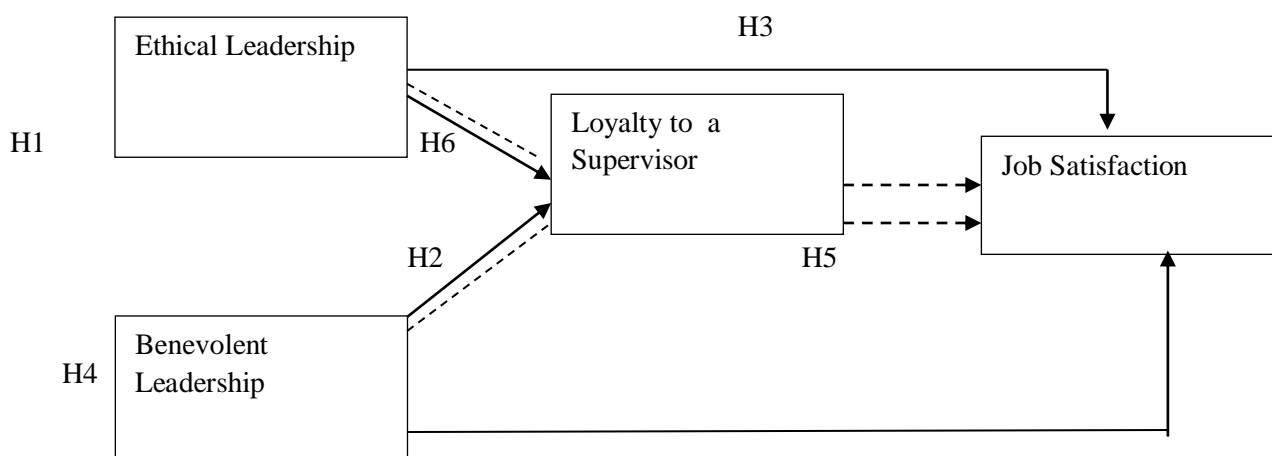 H3
Ethical Leadership
H1
H6
Loyalty to a
Supervisor
Job Satisfaction
H2
H5
Benevolent
Leadership
H4